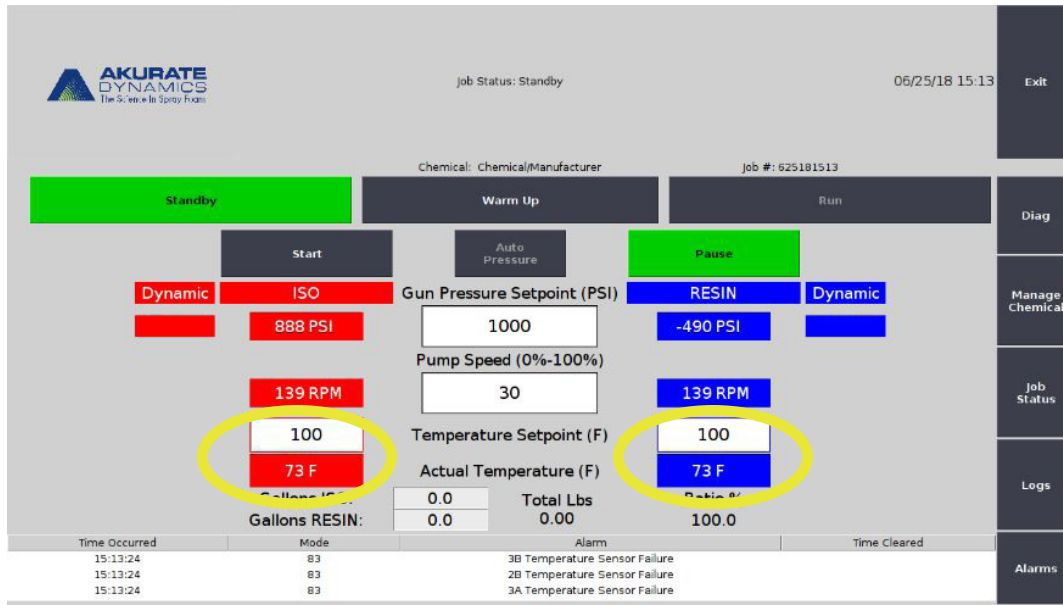 AKURATE
DYNAMICS
The Science In Spray Foam
Job Status: Standby
06/25/18 15:13
Exit
Chemical: Chemical/Manufacturer
Job #: 625181513
Standby
Warm Up
Run
Diag
Start
Auto
Pressure
Pause
Dynamic
ISO
Gun Pressure Setpoint (PSI)
RESIN
Dynamic
Manage
Chemical
888 PSI
1000
-490 PSI
Pump Speed (0%-100%)
139 RPM
30
139 RPM
Job
Status
100
Temperature Setpoint (F)
100
73 F
Actual Temperature (F)
73 F
Logs
Gallons ISO:
0.0
Total Lbs
Ratio %
Gallons RESIN:
0.0
0.00
100.0
Time Occurred
Mode
Alarm
Time Cleared
15:13:24
83
3B Temperature Sensor Failure
15:13:24
83
2B Temperature Sensor Failure
15:13:24
83
3A Temperature Sensor Failure
Alarms